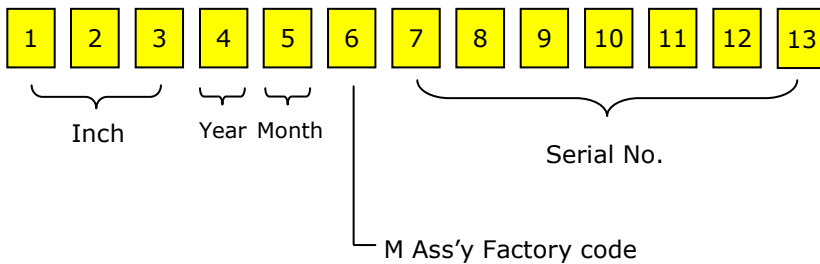 1 2 3 4 5 6 7 8 9 10 11 12 13
Inch Year Month Serial No.
M Ass'y Factory code